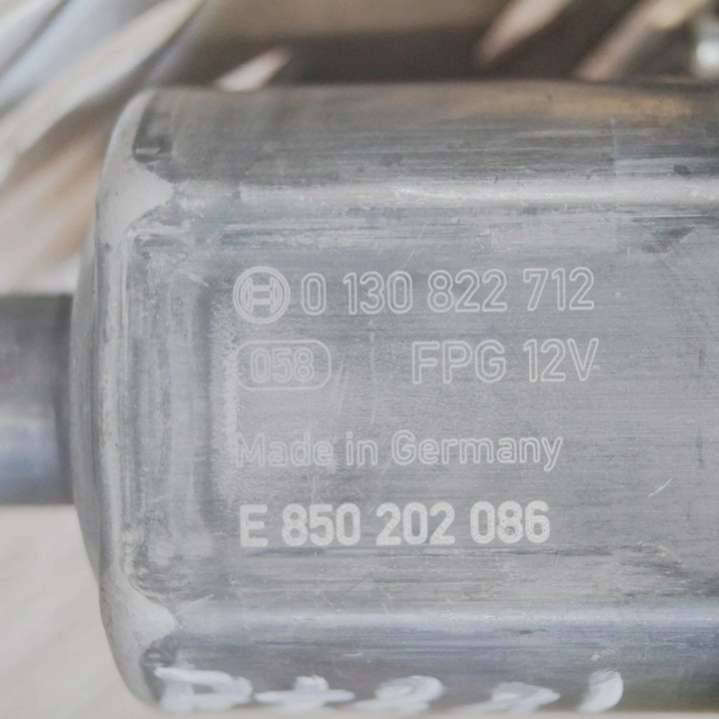 0 130 822 712
058 FPG 12V
Made in Germany
E 850 202 086